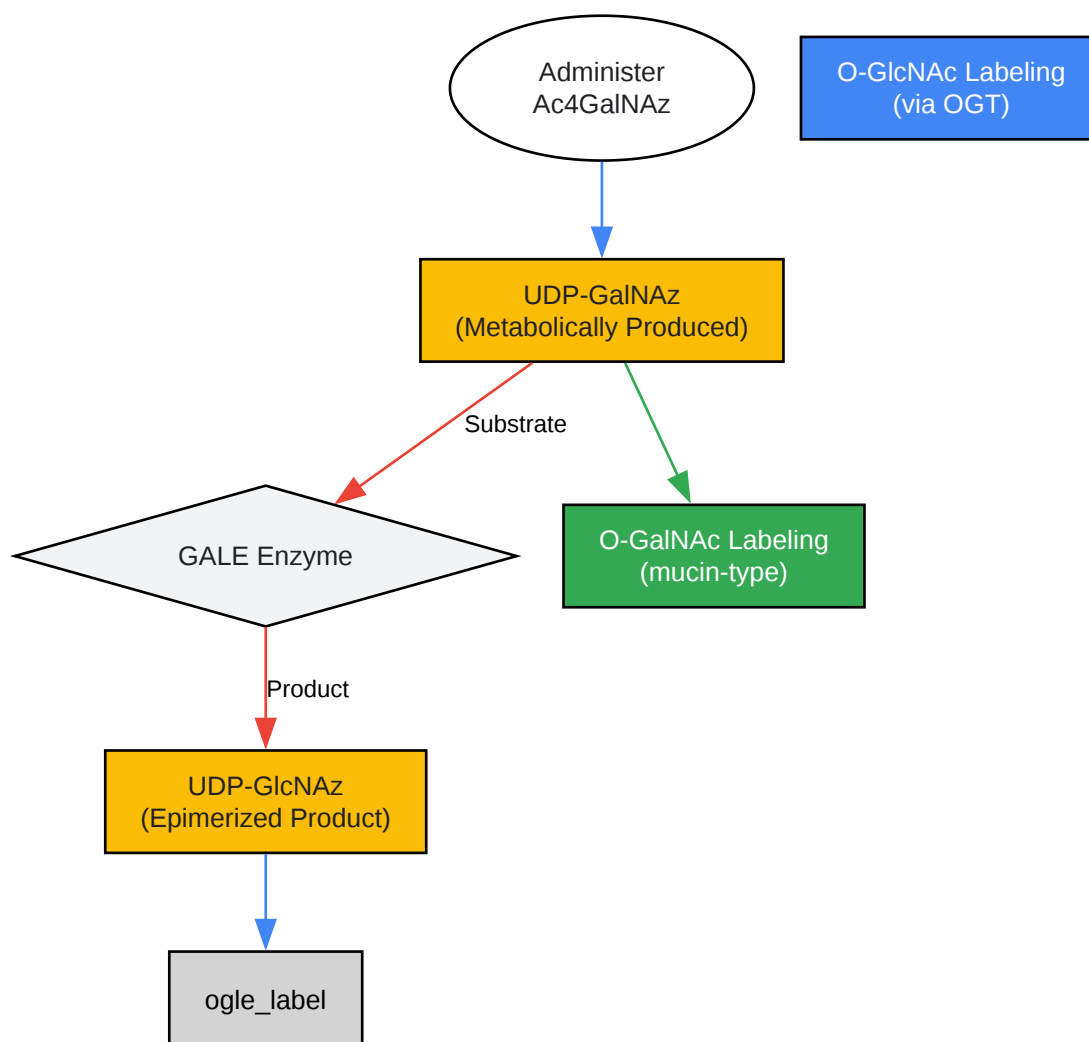 Administer
Ac4GalNAz
O-GlcNAc Labeling
(via OGT)
UDP-GalNAz
(Metabolically Produced)
Substrate
GALE Enzyme
O-GalNAc Labeling
(mucin-type)
Product
UDP-GlcNAz
(Epimerized Product)
ogle_label